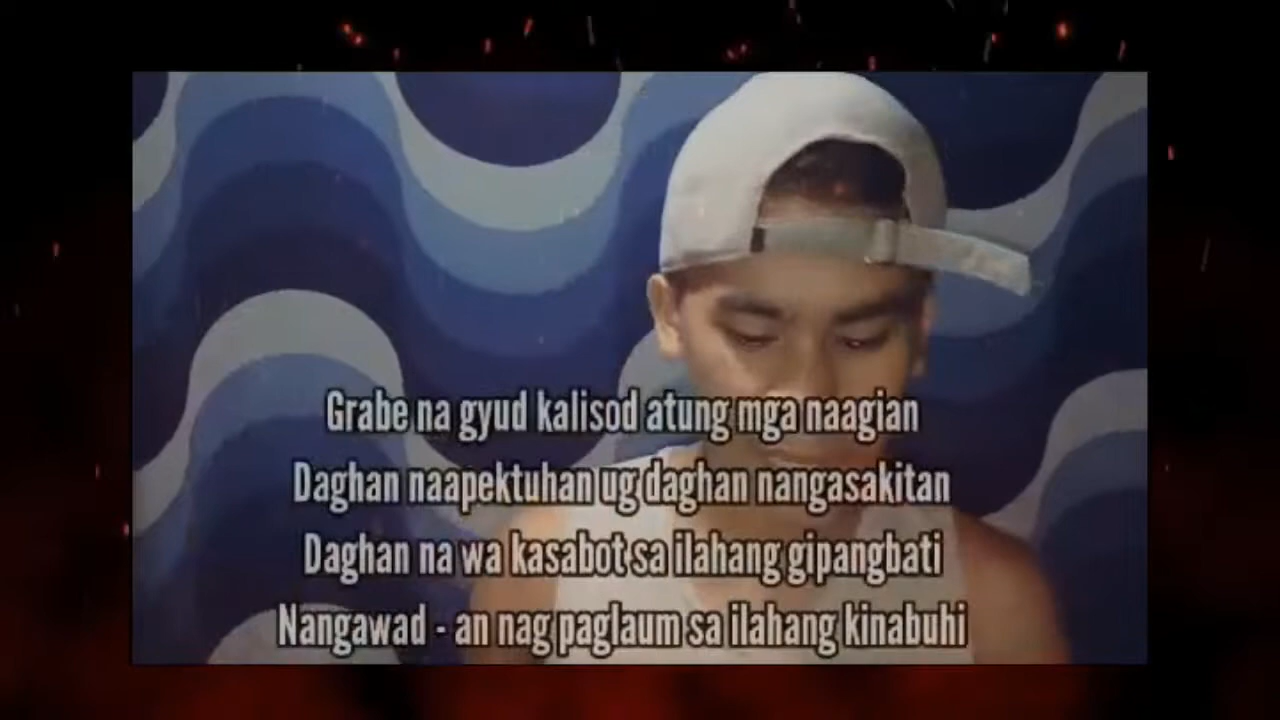 Grabe na gyud kalisod atung mga naagian
Daghan naapektuhan ug daghan nangasakitan
Daghan na wa kasabot sa ilahang gipangbati
Nangawad - an nag paglaum sa ilahang kinabuhi